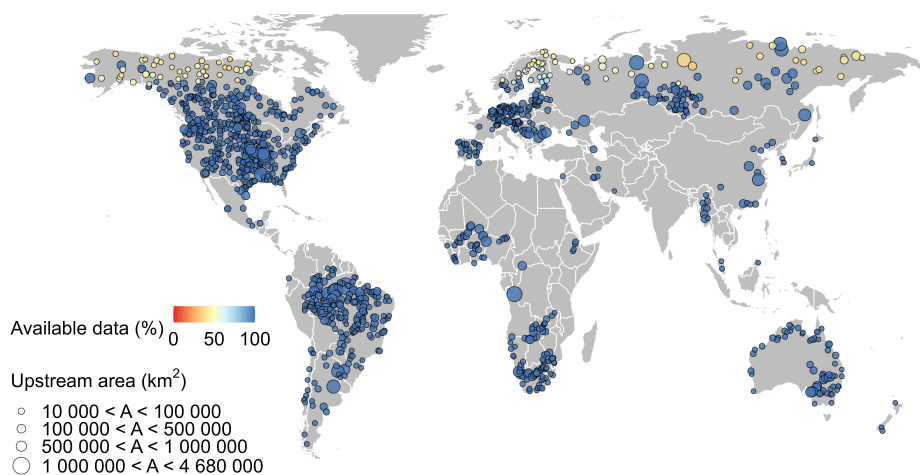 Available data (%)
0 50 100
Upstream area (km²)
10 000 < A < 100 000
100 000 < A < 500 000
500 000 < A < 1 000 000
1 000 000 < A < 4 680 000